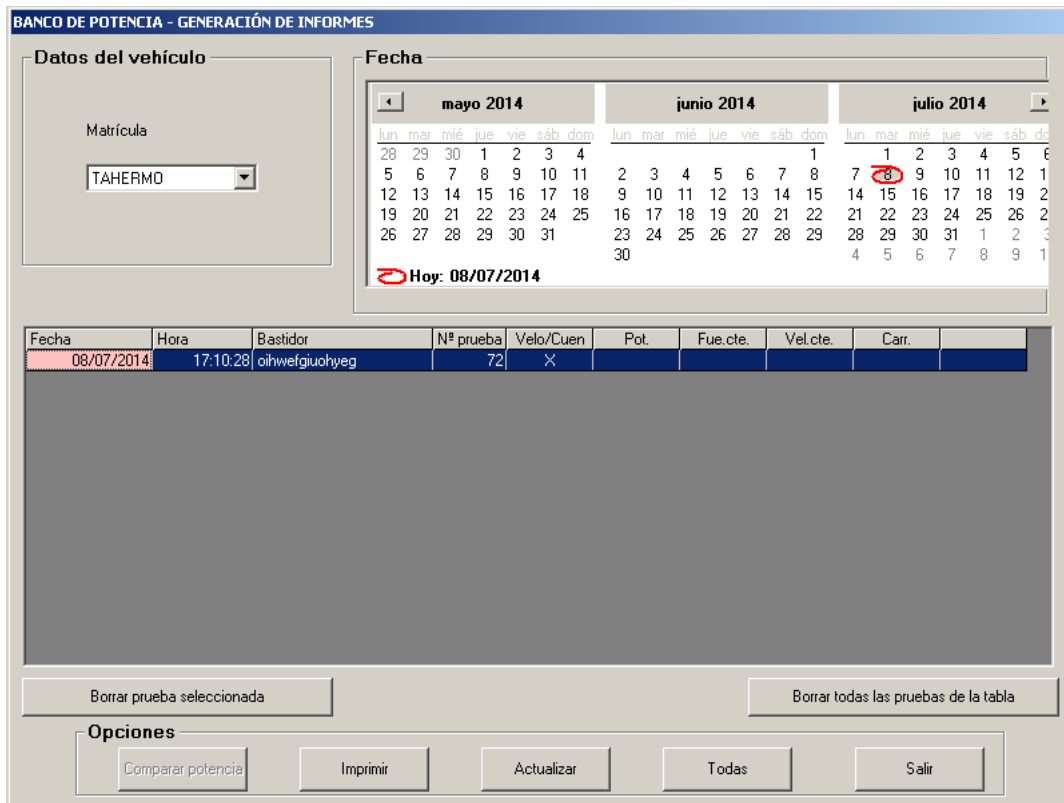 BANCO DE POTENCIA - GENERACIÓN DE INFORMES
Datos del vehículo
Matrícula
TAHERMO
Fecha
mayo 2014 junio 2014 julio 2014
lun mar mié jue vie sáb dom lun mar mié jue vie sáb dom lun mar mié jue vie sáb do
28 29 30 1 2 3 4 1 1 2 3 4 5
5 6 7 8 9 10 11 2 3 4 5 6 7 8 7 8 9 10 11 12
12 13 14 15 16 17 18 9 10 11 12 13 14 15 14 15 16 17 18 19
19 20 21 22 23 24 25 16 17 18 19 20 21 22 21 22 23 24 25 26
26 27 28 29 30 31 23 24 25 26 27 28 29 28 29 30 31 1 2
30 4 5 6 7 8 9
Hoy: 08/07/2014
Fecha Hora Bastidor Nº prueba Velo/Cuen Pot. Fue.cte. Vel.cte. Carr.
08/07/2014 17:10:28 oihwefgiuohyeg 72 X
Borrar prueba seleccionada Borrar todas las pruebas de la tabla
Opciones
Comparar potencia Imprimir Actualizar Todas Salir